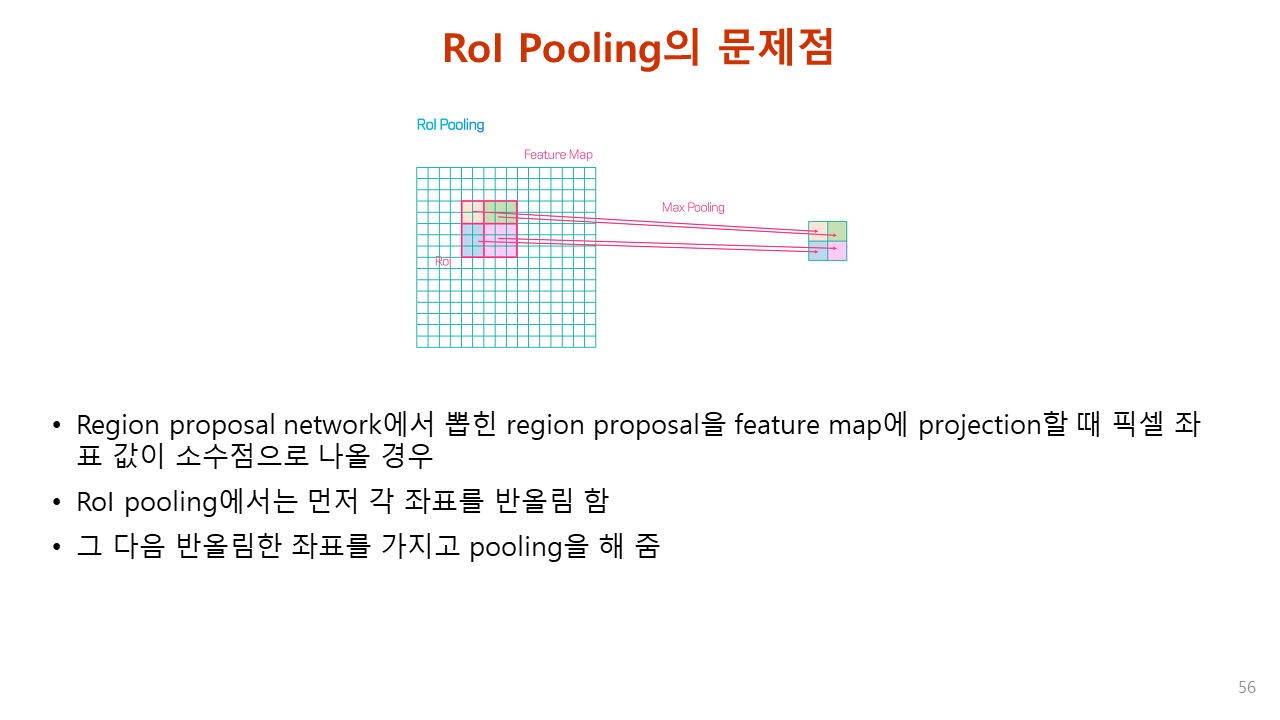 RoI Pooling의 문제점
RoI Pooling
Feature Map
Max Pooling
RoI
• Region proposal network에서 뽑힌 region proposal을 feature map에 projection할 때 픽셀 좌
표 값이 소수점으로 나올 경우
• RoI pooling에서는 먼저 각 좌표를 반올림 함
• 그 다음 반올림한 좌표를 가지고 pooling을 해 줌
56